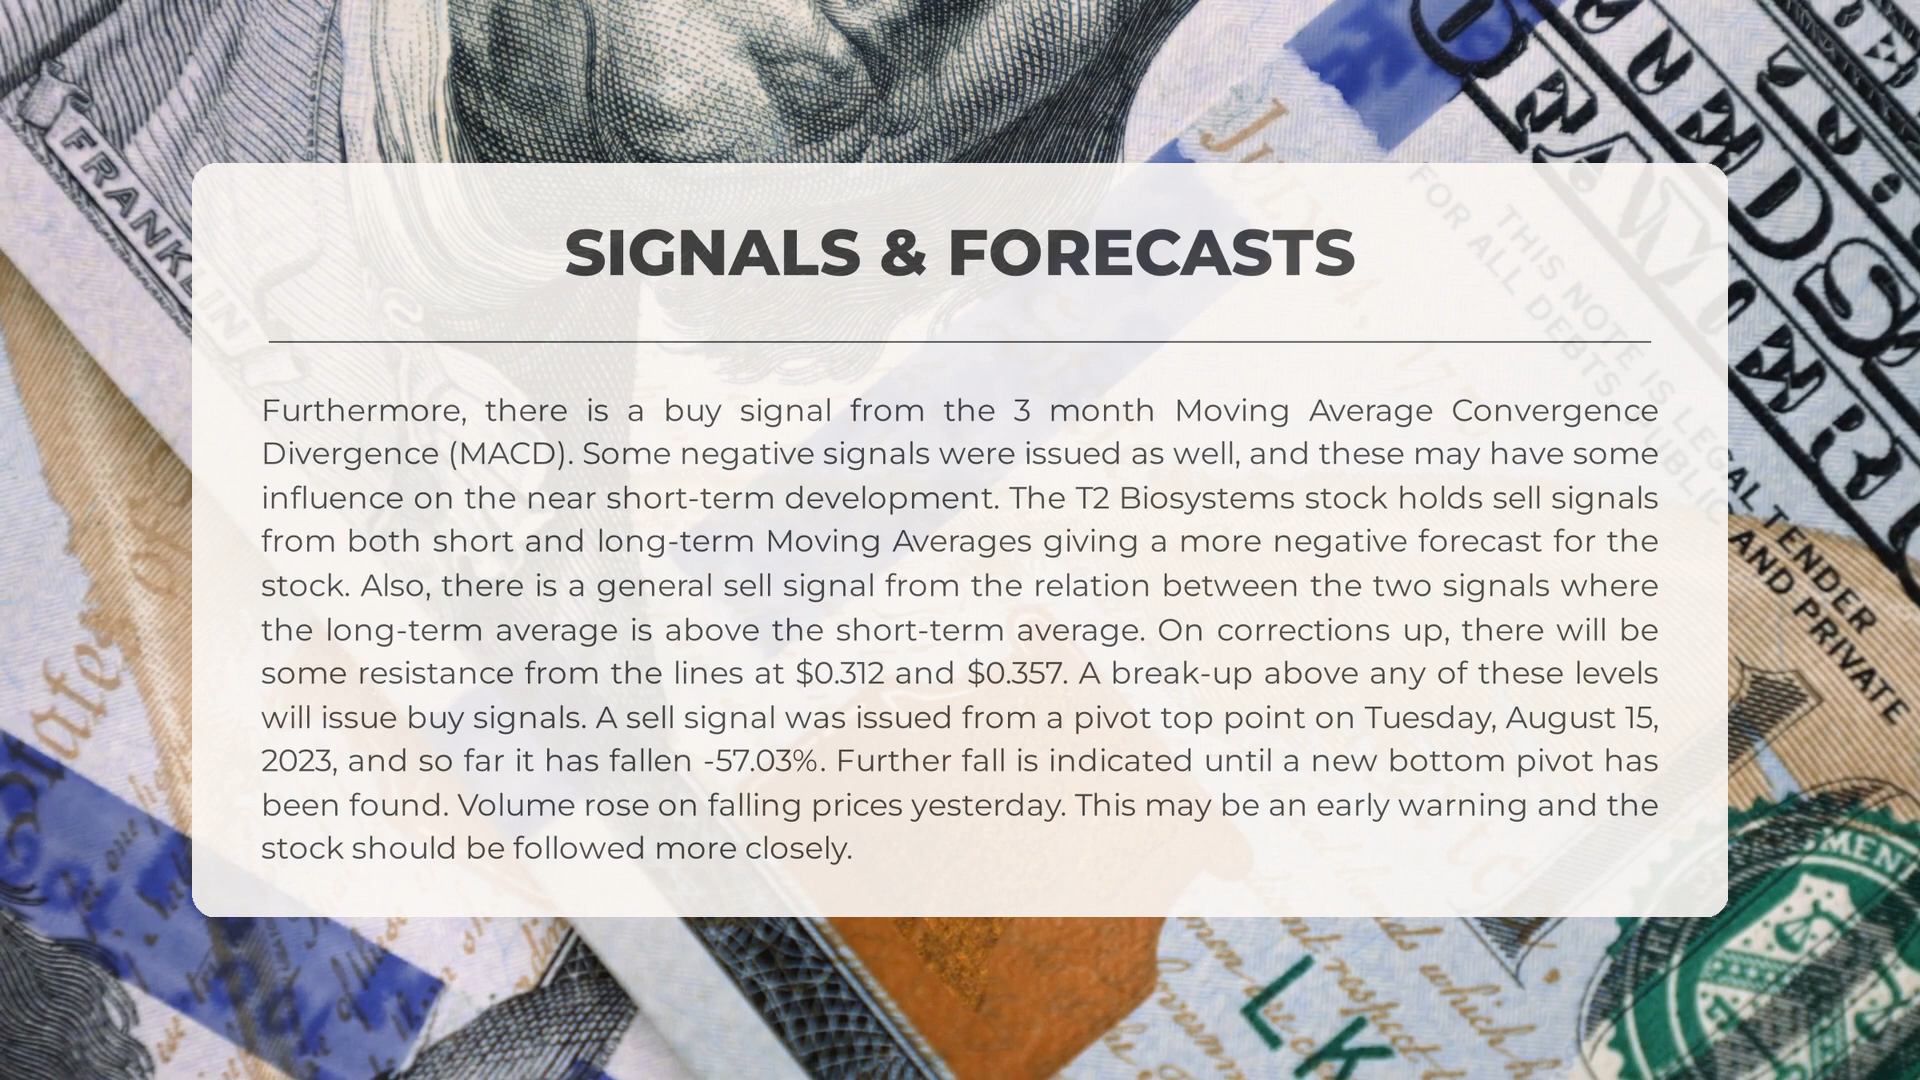 FRANKLIN
JULY 4, 177
THIS NOTE IS LEGAL TENDER
FOR ALL DEBTS, PUBLIC AND PRIVATE
SIGNALS & FORECASTS
Furthermore, there is a buy signal from the 3 month Moving Average Convergence
Divergence (MACD). Some negative signals were issued as well, and these may have some
influence on the near short-term development. The T2 Biosystems stock holds sell signals
from both short and long-term Moving Averages giving a more negative forecast for the
stock. Also, there is a general sell signal from the relation between the two signals where
the long-term average is above the short-term average. On corrections up, there will be
some resistance from the lines at $0.312 and $0.357. A break-up above any of these levels
will issue buy signals. A sell signal was issued from a pivot top point on Tuesday, August 15,
2023, and so far it has fallen -57.03%. Further fall is indicated until a new bottom pivot has
been found. Volume rose on falling prices yesterday. This may be an early warning and the
stock should be followed more closely.
L K